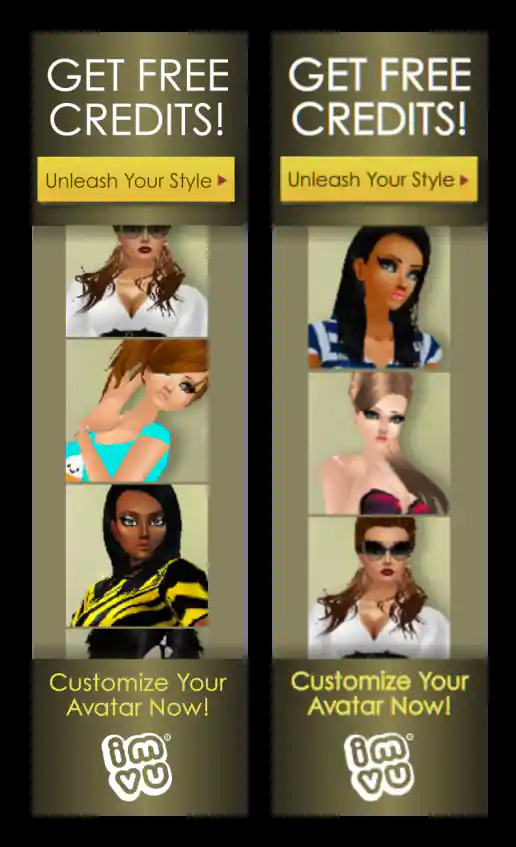 GET FREE
CREDITS!
Unleash Your Style
Customize Your
Avatar Now!
imvu
GET FREE
CREDITS!
Unleash Your Style
Customize Your
Avatar Now!
imvu